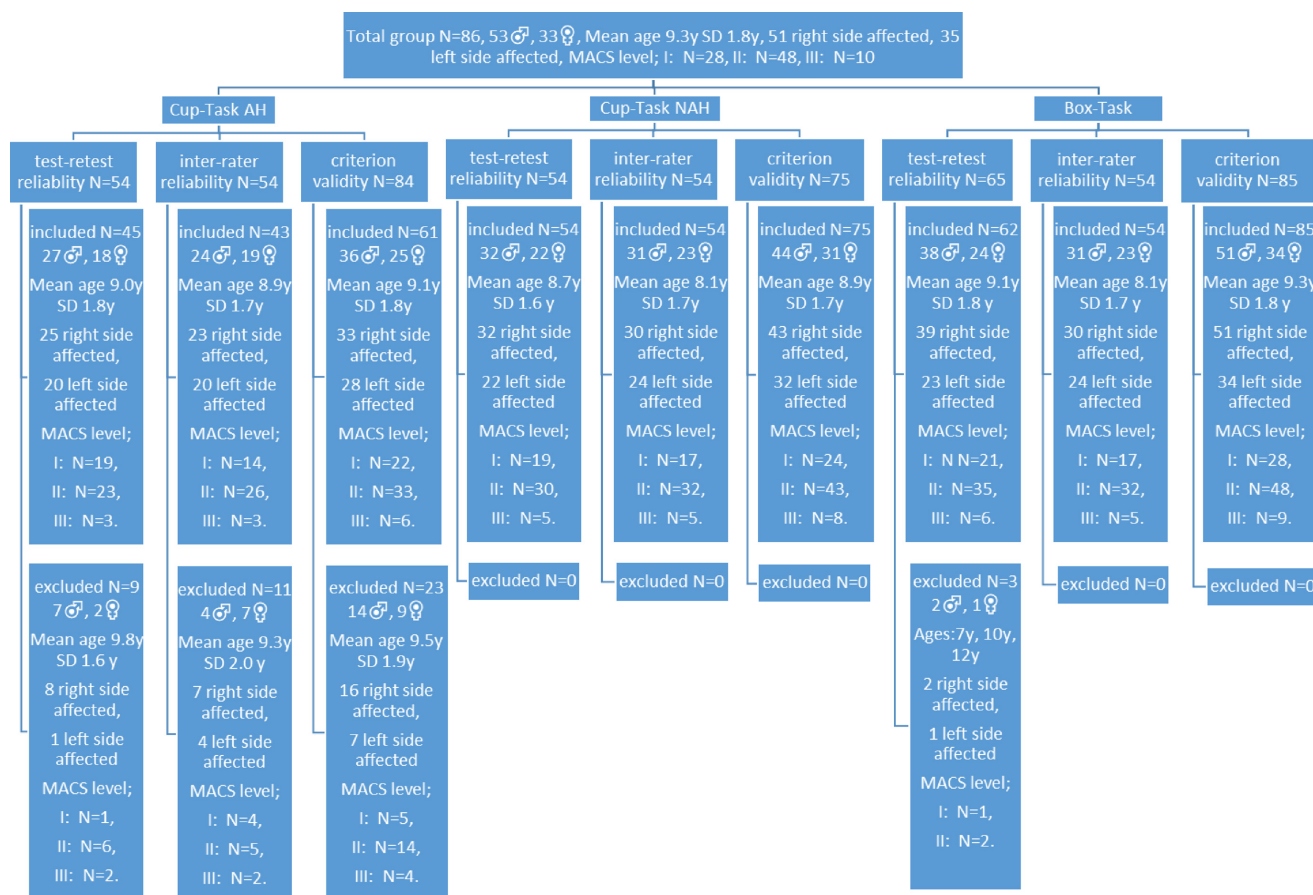 Total group N=86, 53♂, 33♀, Mean age 9.3y SD 1.8y, 51 right side affected, 35
left side affected, MACS level; I: N=28, II: N=48, III: N=10
Cup-Task AH
test-retest
reliablity N=54
included N=45
27♂, 18♀
Mean age 9.0y
SD 1.8y
25 right side
affected,
20 left side
affected
MACS level;
I: N=19,
II: N=23,
III: N=3.
excluded N=9
7♂, 2♀
Mean age 9.8y
SD 1.6 y
8 right side
affected,
1 left side
affected
MACS level;
I: N=1,
II: N=6,
III: N=2.
inter-rater
reliability N=54
included N=43
24♂, 19♀
Mean age 8.9y
SD 1.7y
23 right side
affected,
20 left side
affected
MACS level;
I: N=14,
II: N=26,
III: N=3.
excluded N=11
4♂, 7♀
Mean age 9.3y
SD 2.0 y
7 right side
affected,
4 left side
affected
MACS level;
I: N=4,
II: N=5,
III: N=2.
criterion
validity N=84
included N=61
36♂, 25♀
Mean age 9.1y
SD 1.8y
33 right side
affected,
28 left side
affected
MACS level;
I: N=22,
II: N=33,
III: N=6.
excluded N=23
14♂, 9♀
Mean age 9.5y
SD 1.9y
16 right side
affected,
7 left side
affected
MACS level;
I: N=5,
II: N=14,
III: N=4.
Cup-Task NAH
test-retest
reliability N=54
included N=54
32♂, 22♀
Mean age 8.7y
SD 1.6 y
32 right side
affected,
22 left side
affected
MACS level;
I: N=19,
II: N=30,
III: N=5.
excluded N=0
inter-rater
reliability N=54
included N=54
31♂, 23♀
Mean age 8.1y
SD 1.7y
30 right side
affected,
24 left side
affected
MACS level;
I: N=17,
II: N=32,
III: N=5.
excluded N=0
criterion
validity N=75
included N=75
44♂, 31♀
Mean age 8.9y
SD 1.7y
43 right side
affected,
32 left side
affected
MACS level;
I: N=24,
II: N=43,
III: N=8.
excluded N=0
Box-Task
test-retest
reliability N=65
included N=62
38♂, 24♀
Mean age 9.1y
SD 1.8 y
39 right side
affected,
23 left side
affected
MACS level;
I: N N=21,
II: N=35,
III: N=6.
excluded N=3
2♂, 1♀
Ages:7y, 10y,
12y
2 right side
affected,
1 left side
affected
MACS level;
I: N=1,
II: N=2.
inter-rater
reliability N=54
included N=54
31♂, 23♀
Mean age 8.1y
SD 1.7 y
30 right side
affected,
24 left side
affected
MACS level;
I: N=17,
II: N=32,
III: N=5.
excluded N=0
criterion
validity N=85
included N=85
51♂, 34♀
Mean age 9.3y
SD 1.8 y
51 right side
affected,
34 left side
affected
MACS level;
I: N=28,
II: N=48,
III: N=9.
excluded N=0